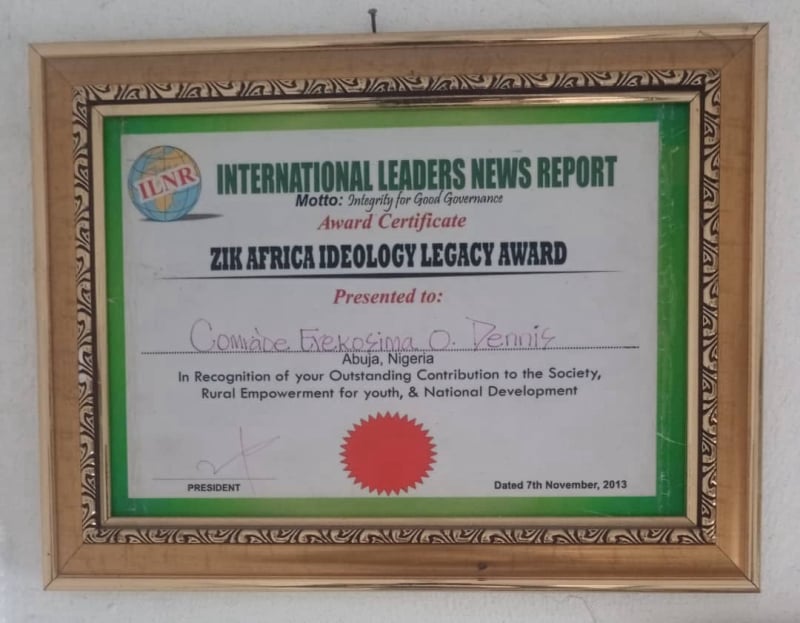 ILNR
INTERNATIONAL LEADERS NEWS REPORT
Motto: Integrity for Good Governance
Award Certificate
ZIK AFRICA IDEOLOGY LEGACY AWARD
Presented to:
Comrade Erekosima O. Dennis
Abuja, Nigeria
In Recognition of your Outstanding Contribution to the Society,
Rural Empowerment for youth, & National Development
PRESIDENT
Dated 7th November, 2013